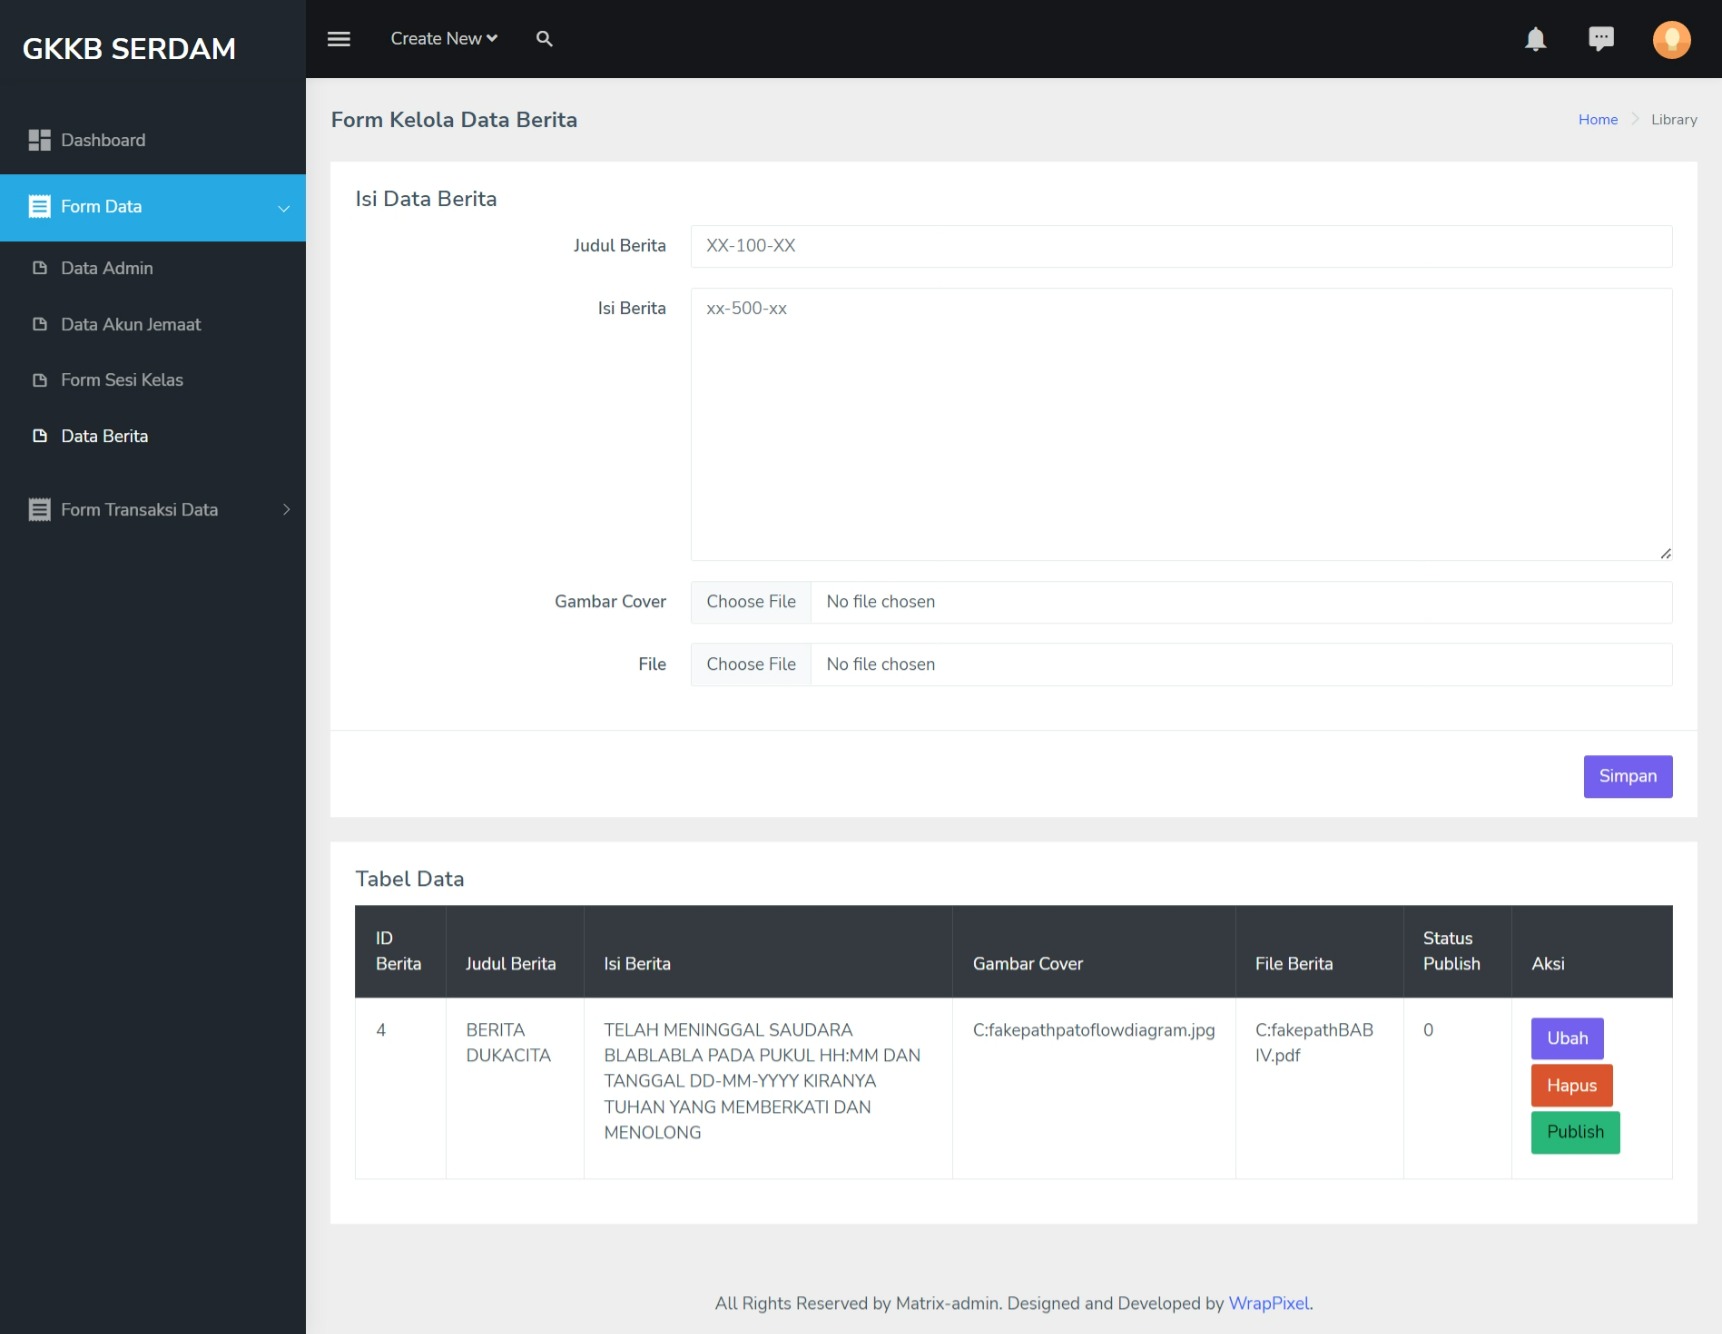 GKKB SERDAM
Create New
Dashboard
Form Data
Data Admin
Data Akun Jemaat
Form Sesi Kelas
Data Berita
Form Transaksi Data
Form Kelola Data Berita
Home
Library
Isi Data Berita
Judul Berita
XX-100-XX
Isi Berita
xx-500-xx
Gambar Cover
Choose File
No file chosen
File
Choose File
No file chosen
Simpan
Tabel Data
ID
Berita
Judul Berita
Isi Berita
Gambar Cover
File Berita
Status
Publish
Aksi
4
BERITA
DUKACITA
TELAH MENINGGAL SAUDARA
BLABLABLA PADA PUKUL HH:MM DAN
TANGGAL DD-MM-YYYY KIRANYA
TUHAN YANG MEMBERKATI DAN
MENOLONG
C:fakepathpatoflowdiagram.jpg
C:fakepathBAB
IV.pdf
0
Ubah
Hapus
Publish
All Rights Reserved by Matrix-admin. Designed and Developed by WrapPixel.